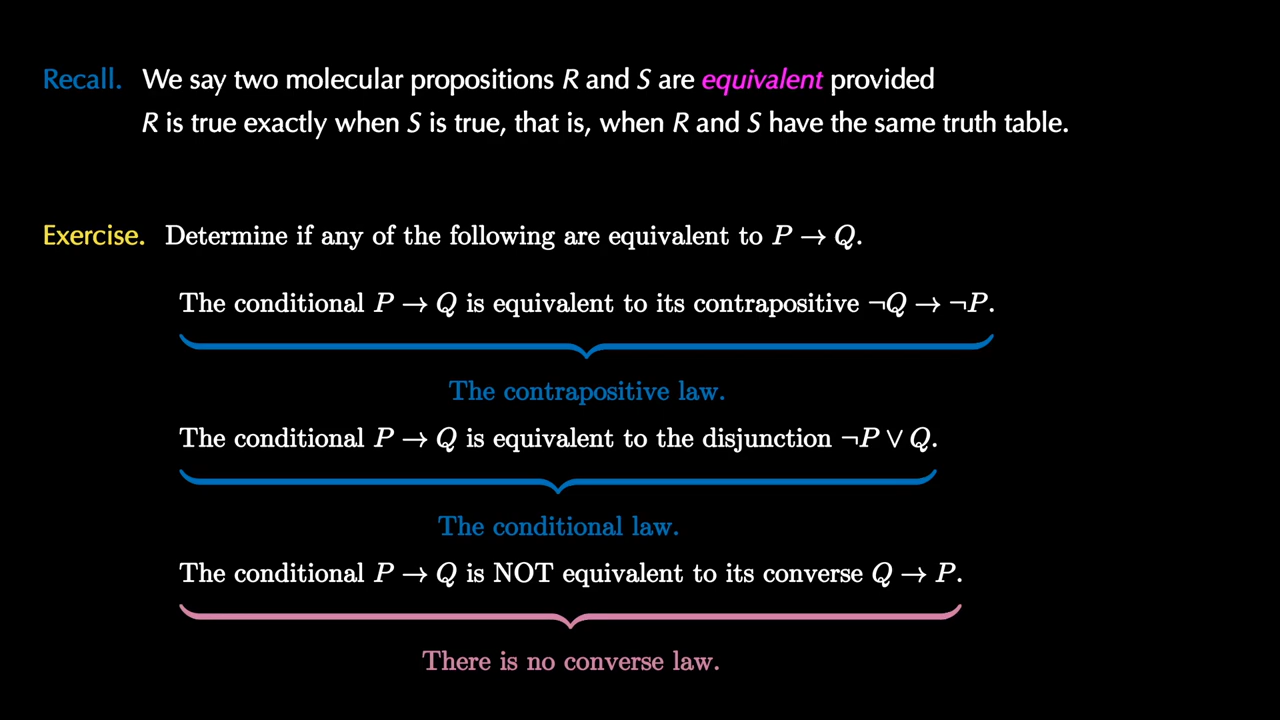 Recall. We say two molecular propositions R and S are equivalent provided
R is true exactly when S is true, that is, when R and S have the same truth table.
Exercise. Determine if any of the following are equivalent to P → Q.
The conditional P → Q is equivalent to its contrapositive ¬Q → ¬P.
The contrapositive law.
The conditional P → Q is equivalent to the disjunction ¬P ∨ Q.
The conditional law.
The conditional P → Q is NOT equivalent to its converse Q → P.
There is no converse law.